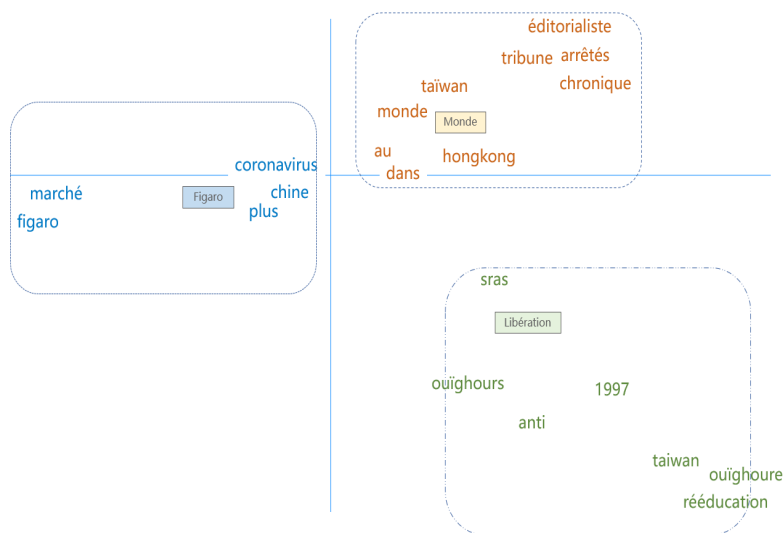 éditorialiste
tribune arrêtés
chronique
taïwan
monde
Monde
au
hongkong
dans
coronavirus
marché
chine
Figaro
plus
figaro
sras
Libération
ouïghours
1997
anti
taiwan
ouïghoure
rééducation